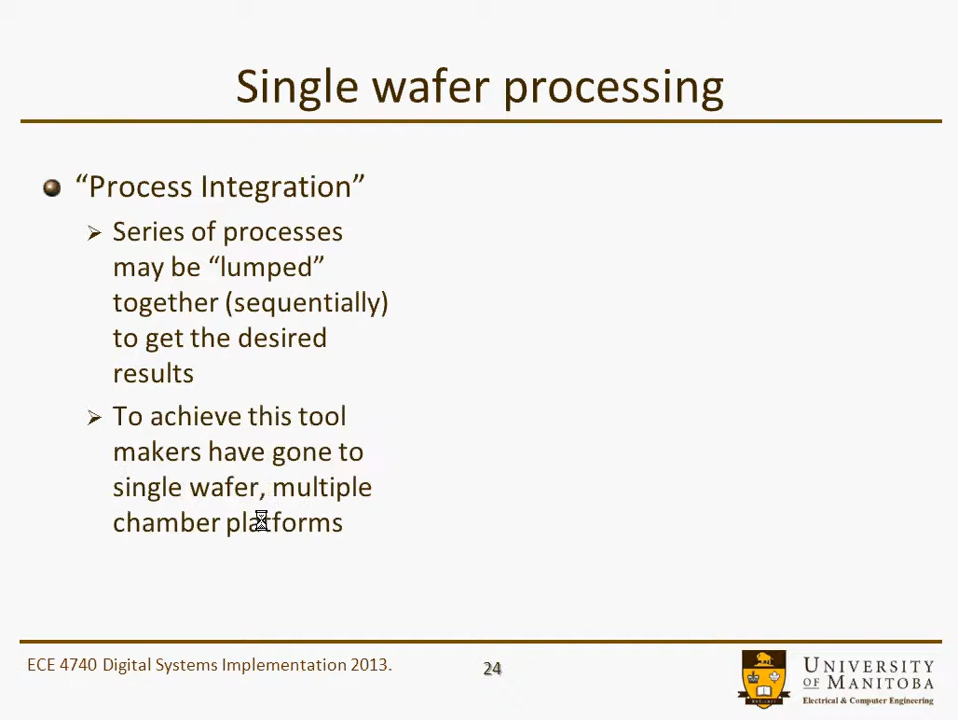 Single wafer processing
“Process Integration”
Series of processes
may be “lumped”
together (sequentially)
to get the desired
results
To achieve this tool
makers have gone to
single wafer, multiple
chamber platforms
ECE 4740 Digital Systems Implementation 2013.
24
UNIVERSITY
OF MANITOBA
Electrical & Computer Engineering